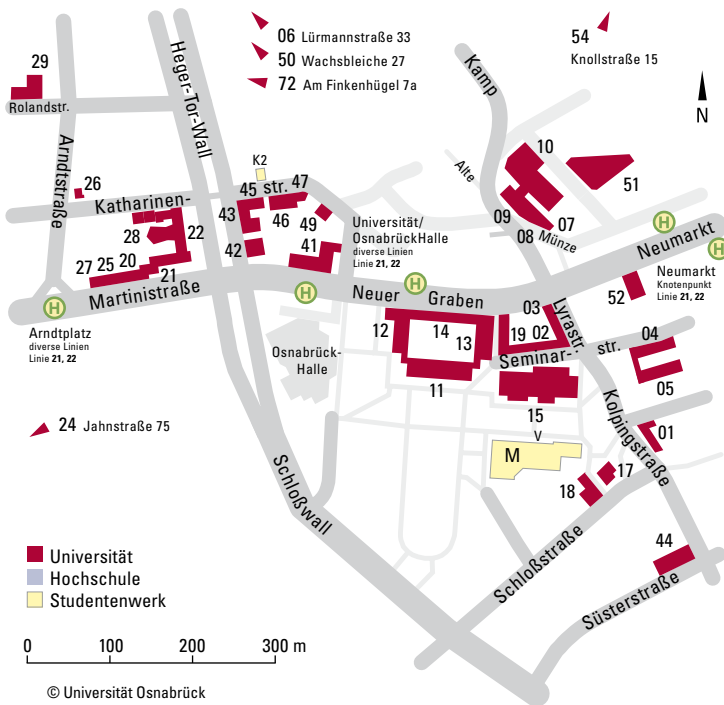 06 Lürmannstraße 33
50 Wachsbleiche 27
72 Am Finkenhügel 7a
54
Knollstraße 15
N
29
Rolandstr.
Arndtstraße
Heger-Tor-Wall
Kamp
Alte
Münze
10
51
09
08
07
K2
26
Katharinen-
str.
45
47
43
46
49
42
41
28
22
27
25
20
21
Universität/
OsnabrückHalle
diverse Linien
Linie 21, 22
Neumarkt
H
H
Neumarkt
Knotenpunkt
Linie 21, 22
52
Martinistraße
H
H
H
Neuer
Graben
Arndtplatz
diverse Linien
Linie 21, 22
Osnabrück-
Halle
12
14
13
11
03
19
02
Lyrastr.
Seminar-
str.
04
05
15
V
M
01
17
18
Kolpingstraße
24 Jahnstraße 75
Schloßwall
Schloßstraße
44
Süsterstraße
Universität
Hochschule
Studentenwerk
0
100
200
300 m
© Universität Osnabrück